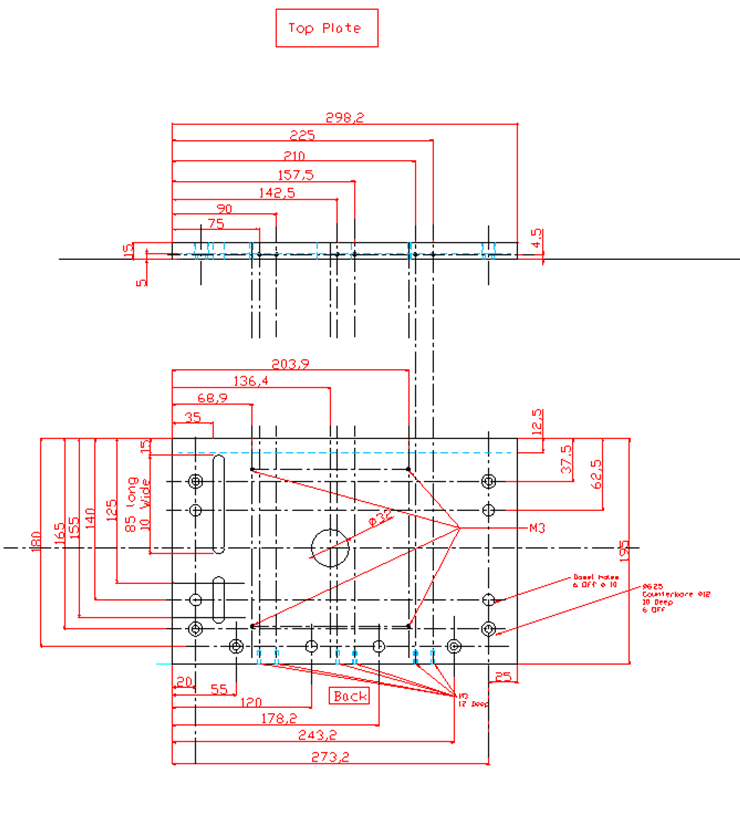 Top Plate
298,2
225
210
157,5
142,5
90
75
15
5
4,5
203,9
136,4
68,9
35
15
12,5
37.5
62,5
85 long
10 Wide
125
140
155
165
180
ø32
M3
195
Dowel Holes
6 Off ø 10
ø6.25
Counterbore ø12
10 Deep
6 Off
20
55
120
178,2
243,2
273,2
25
Back
M3
12 Deep